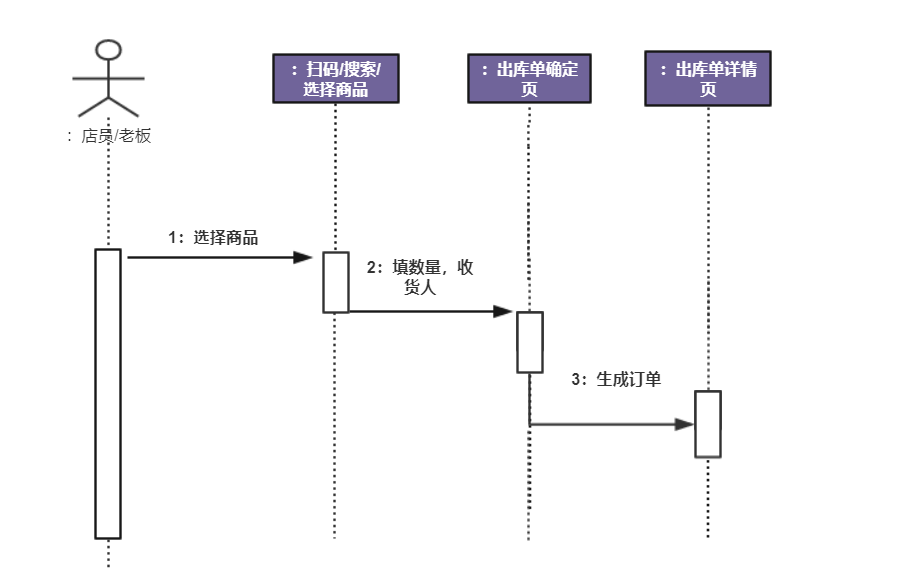 ：扫码/搜索/
选择商品
：出库单确定
页
：出库单详情
页
：店员/老板
1：选择商品
2：填数量，收
货人
3：生成订单